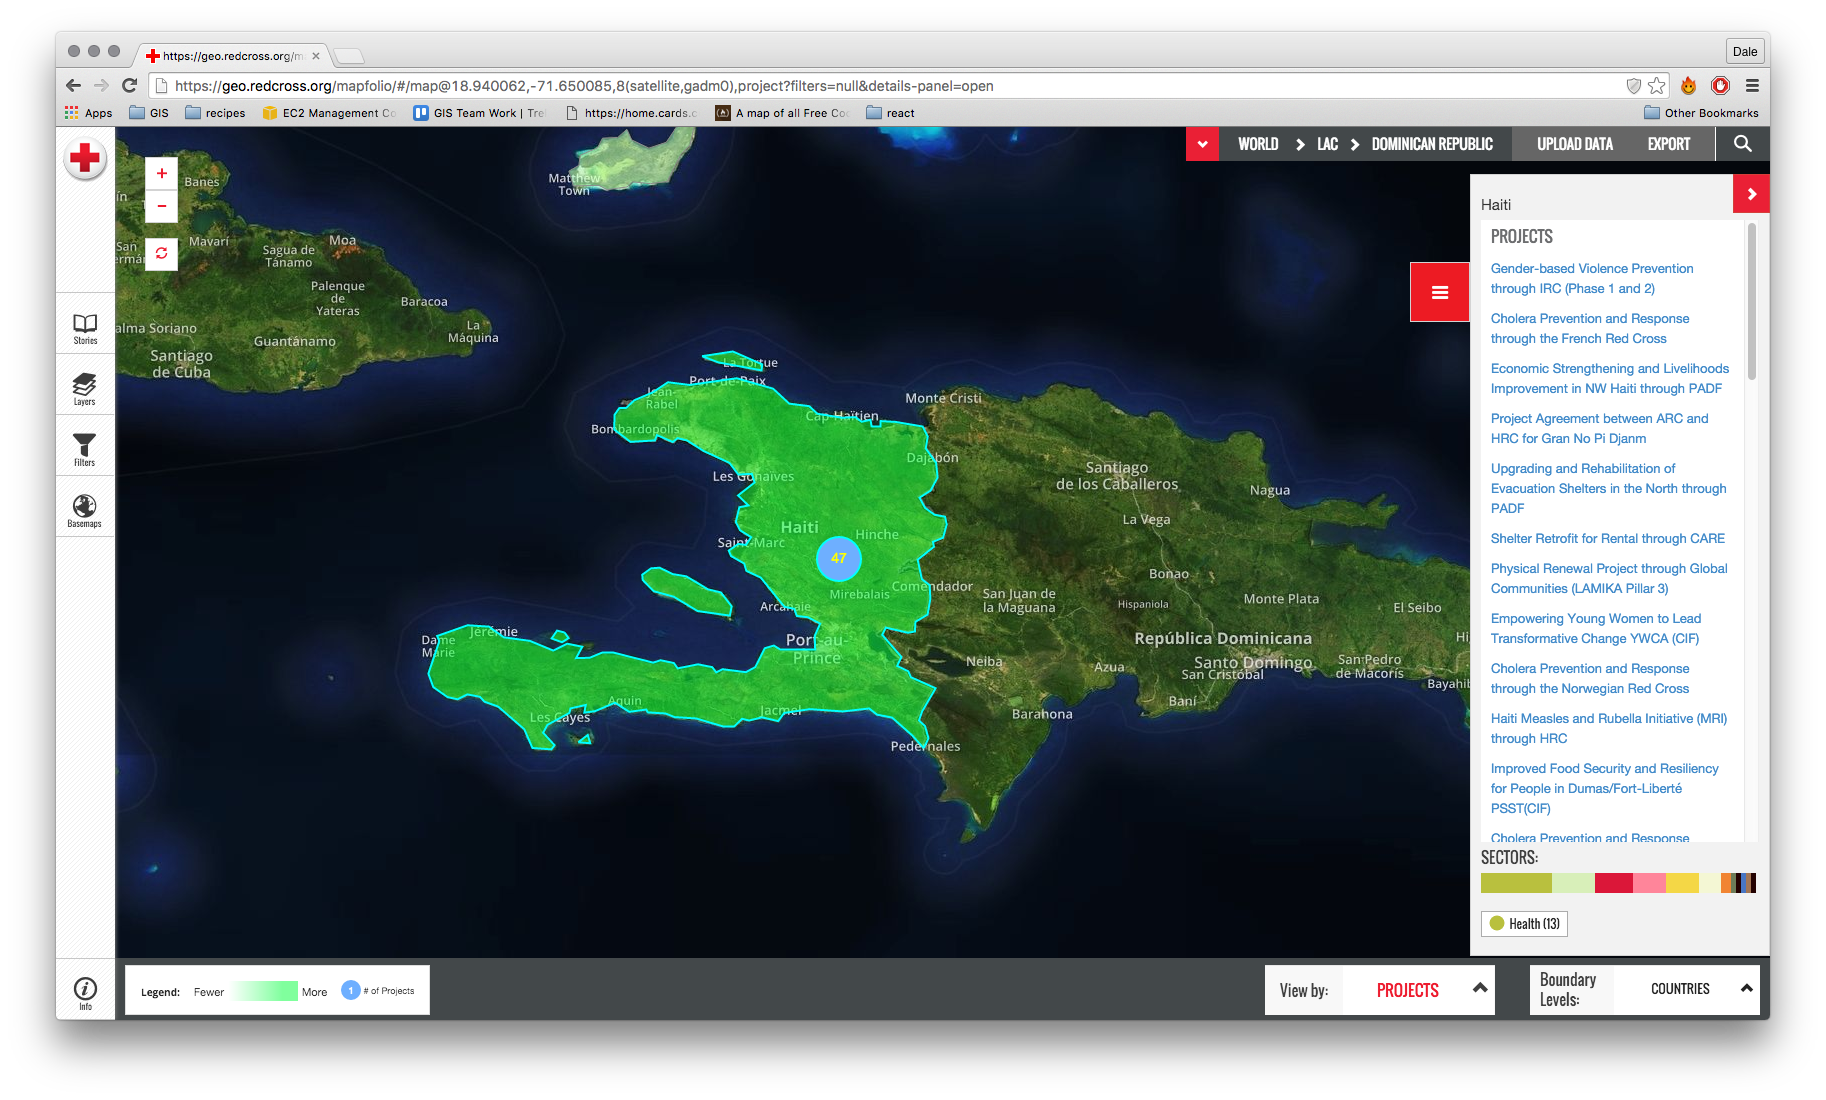 Dale
https://geo.redcross.org/m
https://geo.redcross.org/mapfolio/#/map@18.940062,-71.650085,8(satellite,gadm0),project?filters=null&details-panel=open
Apps
GIS
recipes
EC2 Management Co
GIS Team Work | Tre
https://home.cards.c
A map of all Free Co
react
Other Bookmarks
WORLD
LAC
DOMINICAN REPUBLIC
UPLOAD DATA
EXPORT
Stories
Layers
Filters
Basemaps
Info
+
−
Matthew
Town
Banes
Mavarí
Moa
San
Sagua de
Tánamo
Palenque
de
Yateras
Baracoa
alma Soriano
Guantánamo
La
Máquina
Santiago
de Cuba
La Tortue
Port-de-Paix
Jean-
Rabel
Bombardopolis
Cap-Haïtien
Monte Cristi
Dajabón
Les Gonaïves
Santiago
de los Caballeros
Nagua
La Vega
Haiti
Hinche
Saint-Marc
47
Comendador
Mirebalais
Arcahaie
San Juan de
la Maguana
Bonao
Hispaniola
Monte Plata
El Seibo
Port-au-
Prince
Jérémie
Dame
Marie
República Dominicana
Hi
Neiba
Azua
Santo Domingo
San Cristóbal
San Pedro
de Macorís
Bayahib
Baní
Aquin
Les Cayes
Jacmel
Barahona
Pedernales
Haiti
PROJECTS
Gender-based Violence Prevention
through IRC (Phase 1 and 2)
Cholera Prevention and Response
through the French Red Cross
Economic Strengthening and Livelihoods
Improvement in NW Haiti through PADF
Project Agreement between ARC and
HRC for Gran No Pi Djanm
Upgrading and Rehabilitation of
Evacuation Shelters in the North through
PADF
Shelter Retrofit for Rental through CARE
Physical Renewal Project through Global
Communities (LAMIKA Pillar 3)
Empowering Young Women to Lead
Transformative Change YWCA (CIF)
Cholera Prevention and Response
through the Norwegian Red Cross
Haiti Measles and Rubella Initiative (MRI)
through HRC
Improved Food Security and Resiliency
for People in Dumas/Fort-Liberté
PSST(CIF)
Cholera Prevention and Response
SECTORS:
Health (13)
Legend:
Fewer
More
1
# of Projects
View by:
PROJECTS
Boundary
Levels:
COUNTRIES